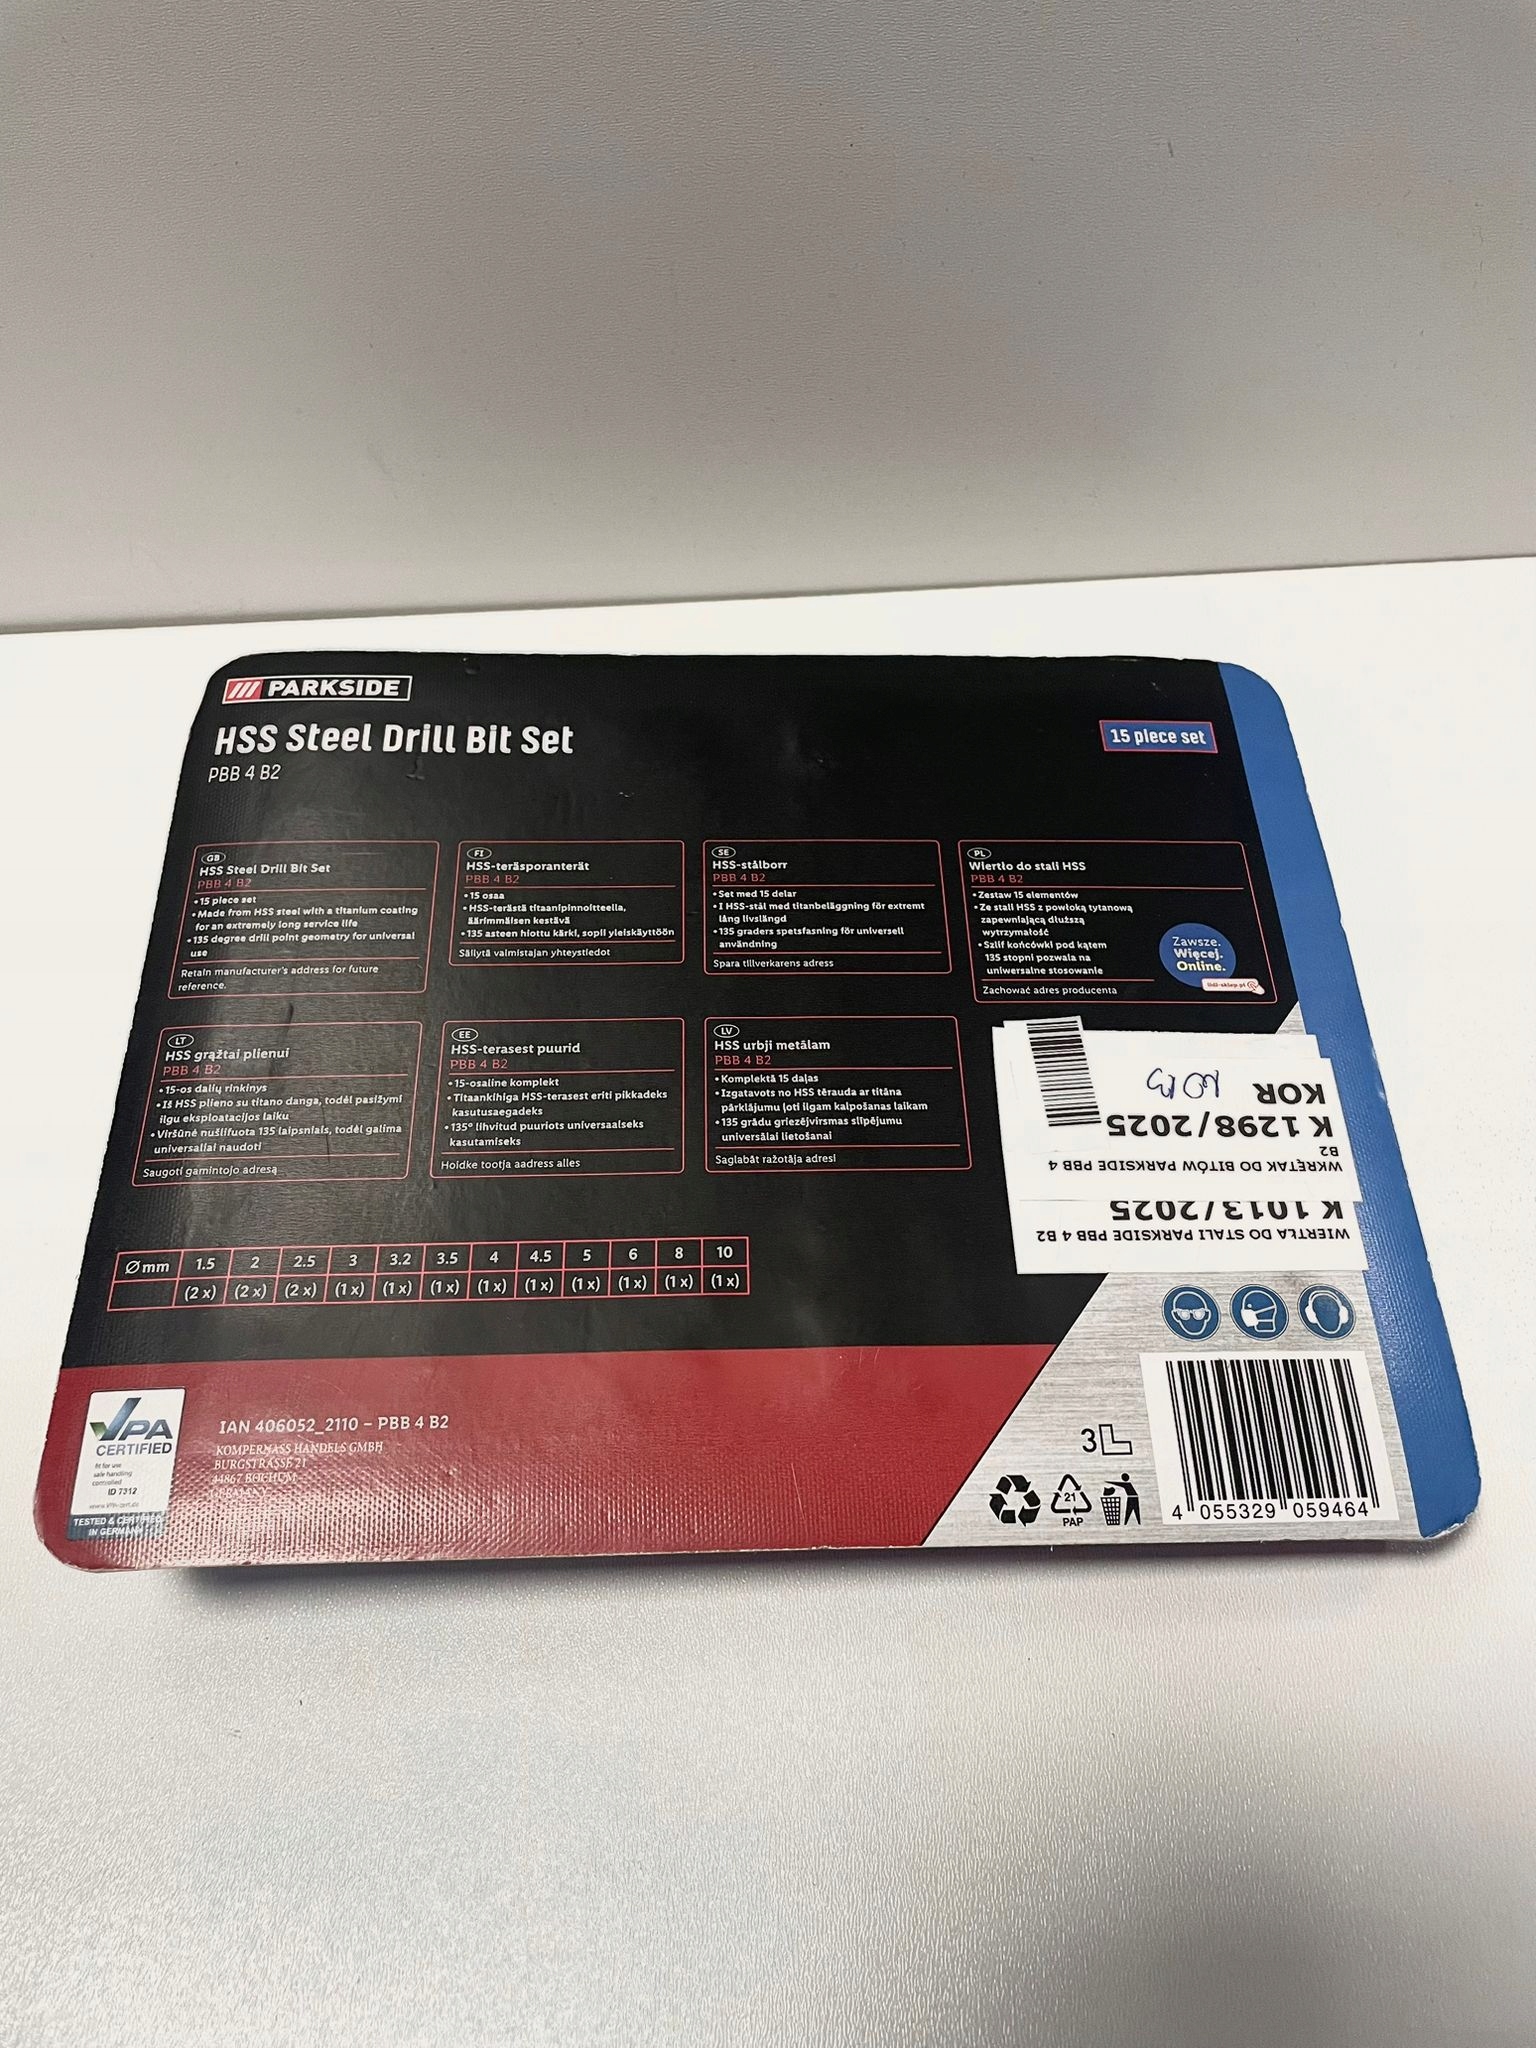 PARKSIDE
HSS Steel Drill Bit Set
PBB 4 B2
15 piece set
GB
HSS Steel Drill Bit Set
PBB 4 B2
• 15 piece set
• Made from HSS steel with a titanium coating
for an extremely long service life
• 135 degree drill point geometry for universal
use
Retain manufacturer's address for future
reference.
FI
HSS-teräsporanterät
PBB 4 B2
• 15 osaa
• HSS-terästä titaanipinnoitteella,
äärimmäisen kestävä
• 135 asteen hiottu kärki, sopii yleiskäyttöön
Säilytä valmistajan yhteystiedot
SE
HSS-stålborr
PBB 4 B2
• Set med 15 delar
• I HSS-stål med titanbeläggning för extremt
lång livslängd
• 135 graders spetsfasning för universell
användning
Spara tillverkarens adress
PL
Wiertło do stali HSS
PBB 4 B2
• Zestaw 15 elementów
• Ze stali HSS z powłoką tytanową
zapewniającą dłuższą
wytrzymałość
• Szlif końcówki pod kątem
135 stopni pozwala na
uniwersalne stosowanie
Zachować adres producenta
Zawsze.
Więcej.
Online.
lidl-sklep.pl
LT
HSS grąžtai plienui
PBB 4 B2
• 15-os dalių rinkinys
• Iš HSS plieno su titano danga, todėl pasižymi
ilgu eksploatacijos laiku
• Viršūnė nušlifuota 135 laipsniais, todėl galima
universaliai naudoti
Saugoti gamintojo adresą
EE
HSS-terasest puurid
PBB 4 B2
• 15-osaline komplekt
• Titaankihiga HSS-terasest eriti pikkadeks
kasutusaegadeks
• 135° lihvitud puuriots universaalseks
kasutamiseks
Hoidke tootja aadress alles
LV
HSS urbji metālam
PBB 4 B2
• Komplektā 15 daļas
• Izgatavots no HSS tērauda ar titāna
pārklājumu ļoti ilgam kalpošanas laikam
• 135 grādu griezējvirsmas slīpējumu
universālai lietošanai
Saglabāt ražotāja adresi
WIERTŁA DO STALI PARKSIDE PBB 4 B2
K 1013/2025
WKRĘTAK DO BITÓW PARKSIDE PBB 4
B2
K 1298/2025
KOR
Ø mm 1.5 2 2.5 3 3.2 3.5 4 4.5 5 6 8 10
(2 x) (2 x) (2 x) (1 x) (1 x) (1 x) (1 x) (1 x) (1 x) (1 x) (1 x) (1 x)
VPA
CERTIFIED
fit for use
safe handling
controlled
ID 7312
www.VPA-cert.de
TESTED & CERTIFIED
IN GERMANY
IAN 406052_2110 – PBB 4 B2
KOMPERNASS HANDELS GMBH
BURGSTRASSE 21
44867 BOCHUM
GERMANY
3
21
PAP
4 055329 059464